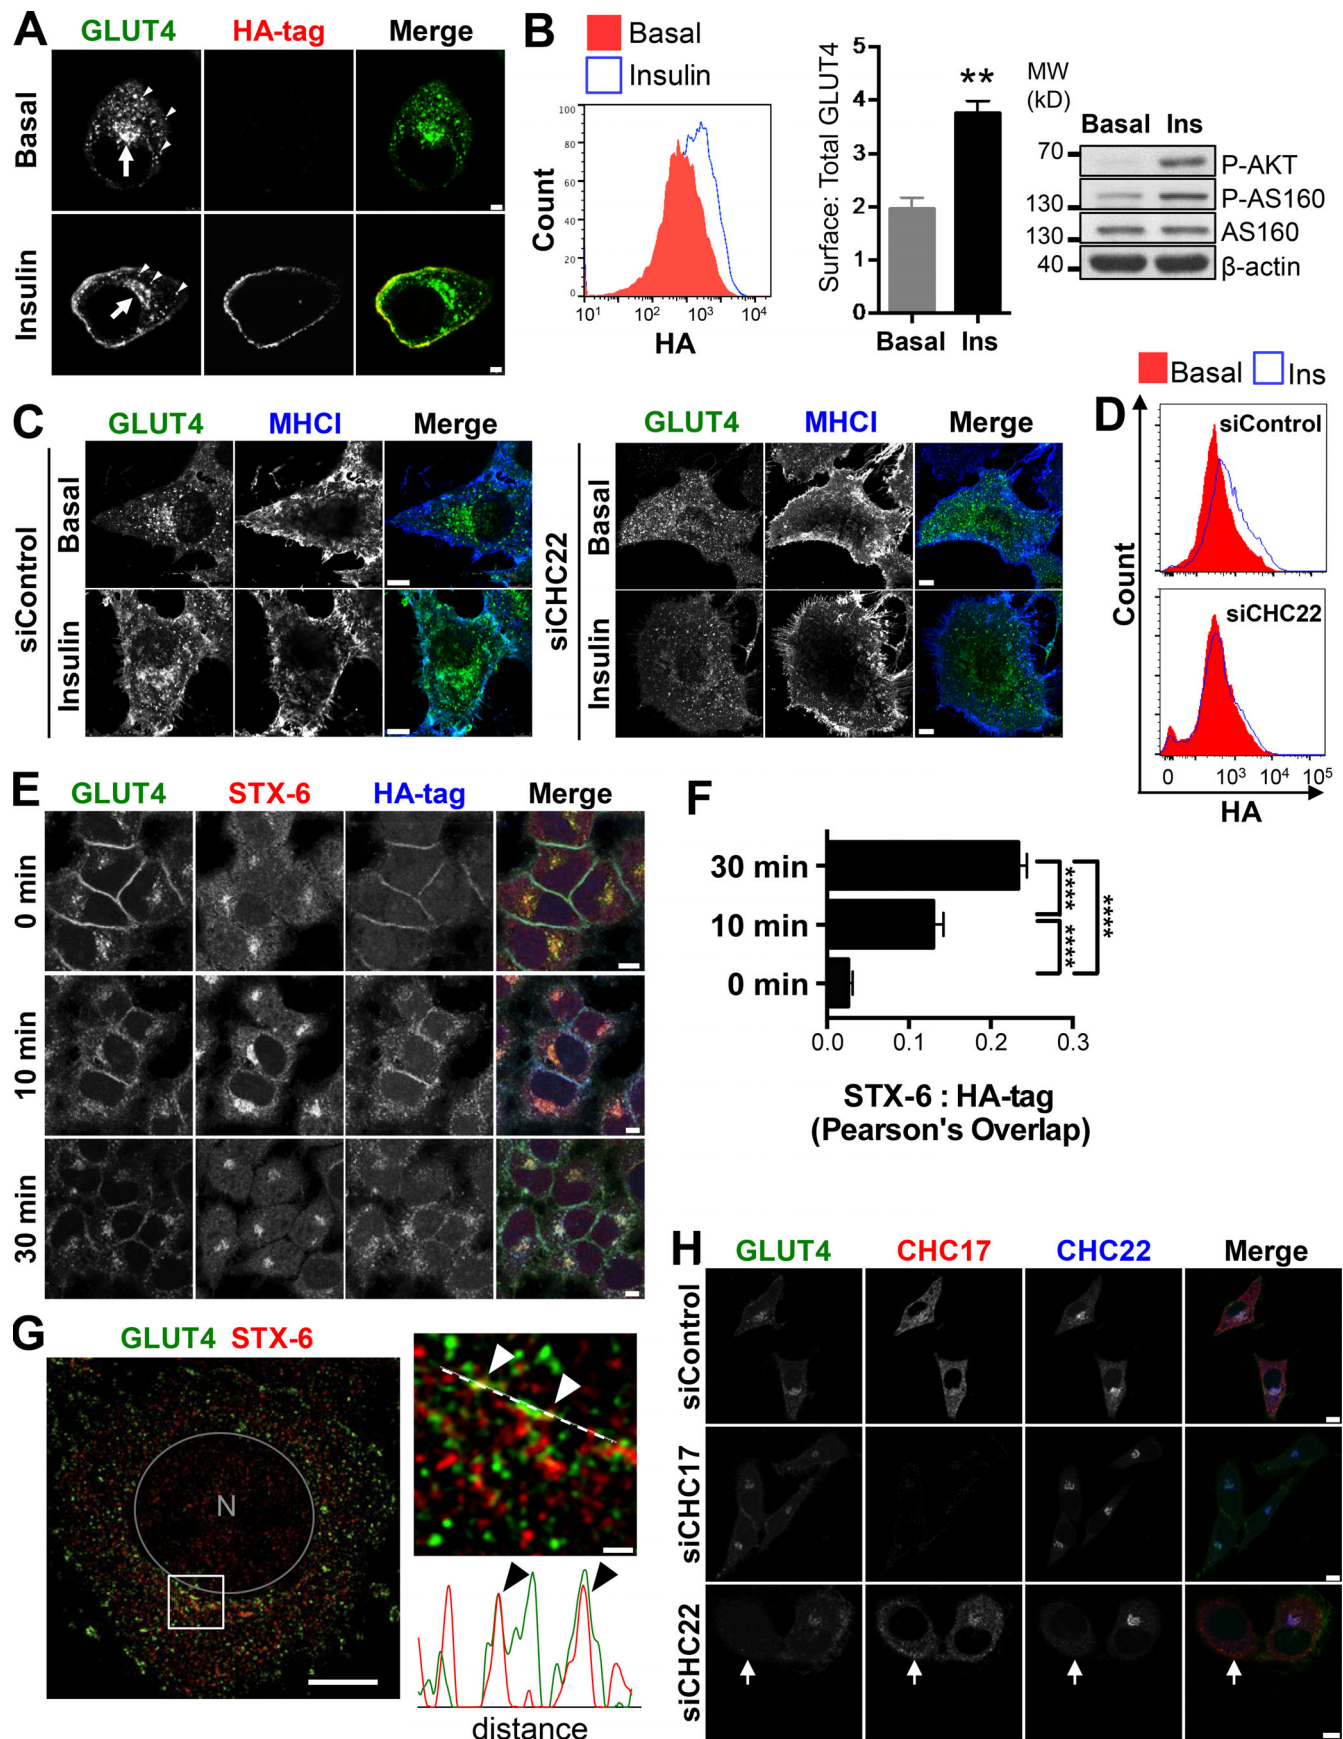 A
GLUT4 HA-tag Merge
Basal
Insulin
B
Basal
Insulin
Count
100
80
60
40
20
0
10¹ 10² 10³ 10⁴
HA
Surface: Total GLUT4
5
4
3
2
1
0
**
Basal Ins
MW
(kD)
Basal Ins
70 P-AKT
130 P-AS160
130 AS160
40 β-actin
C
GLUT4 MHCI Merge
siControl
Basal
Insulin
GLUT4 MHCI Merge
siCHC22
Basal
Insulin
Basal Ins
D
siControl
siCHC22
Count
0 10³ 10⁴ 10⁵
HA
E
GLUT4 STX-6 HA-tag Merge
0 min
10 min
30 min
F
30 min
10 min
0 min
****
****
****
0.0 0.1 0.2 0.3
STX-6 : HA-tag
(Pearson's Overlap)
G
GLUT4 STX-6
N
distance
H
GLUT4 CHC17 CHC22 Merge
siControl
siCHC17
siCHC22